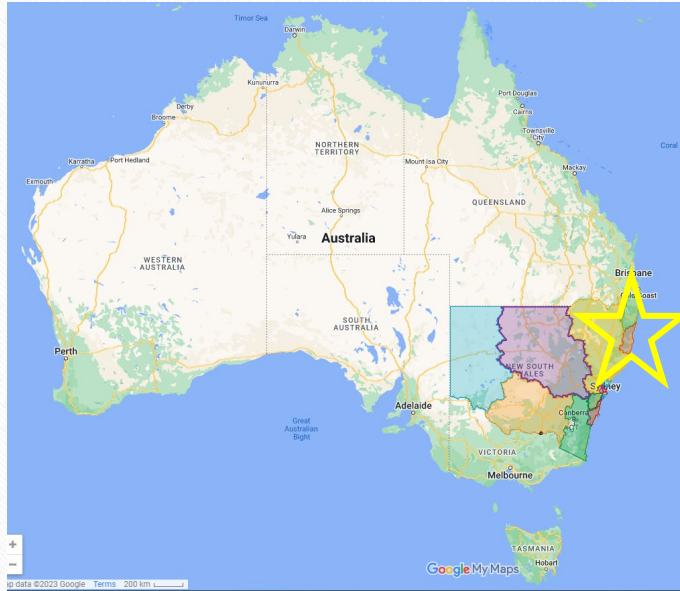 Timor Sea
Darwin
Kununurra
Derby
Broome
Port Douglas
Cairns
Townsville
City
NORTHERN
TERRITORY
Karratha
Port Hedland
Mount Isa City
Mackay
Coral
Exmouth
QUEENSLAND
Alice Springs
Yulara
Australia
WESTERN
AUSTRALIA
Brisbane
Coast
SOUTH
AUSTRALIA
Perth
NEW SOUTH
WALES
Sydney
Adelaide
Canberra
Great
Australian
Bight
VICTORIA
Melbourne
TASMANIA
Hobart
Google My Maps
+
−
data ©2023 Google
Terms
200 km